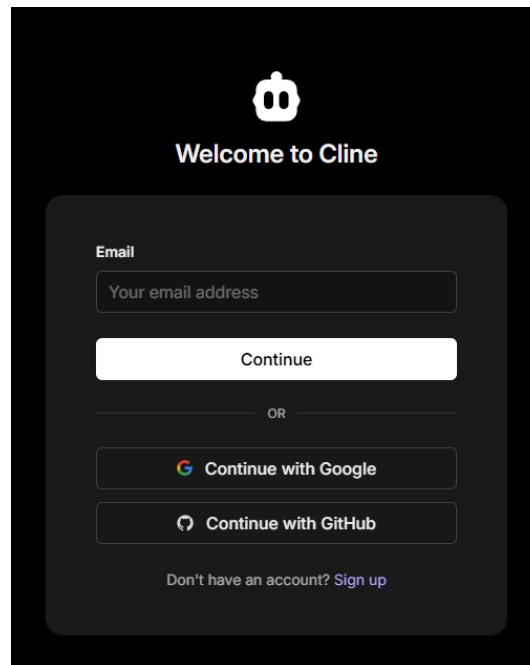 Welcome to Cline
Email
Your email address
Continue
OR
Continue with Google
Continue with GitHub
Don't have an account? Sign up